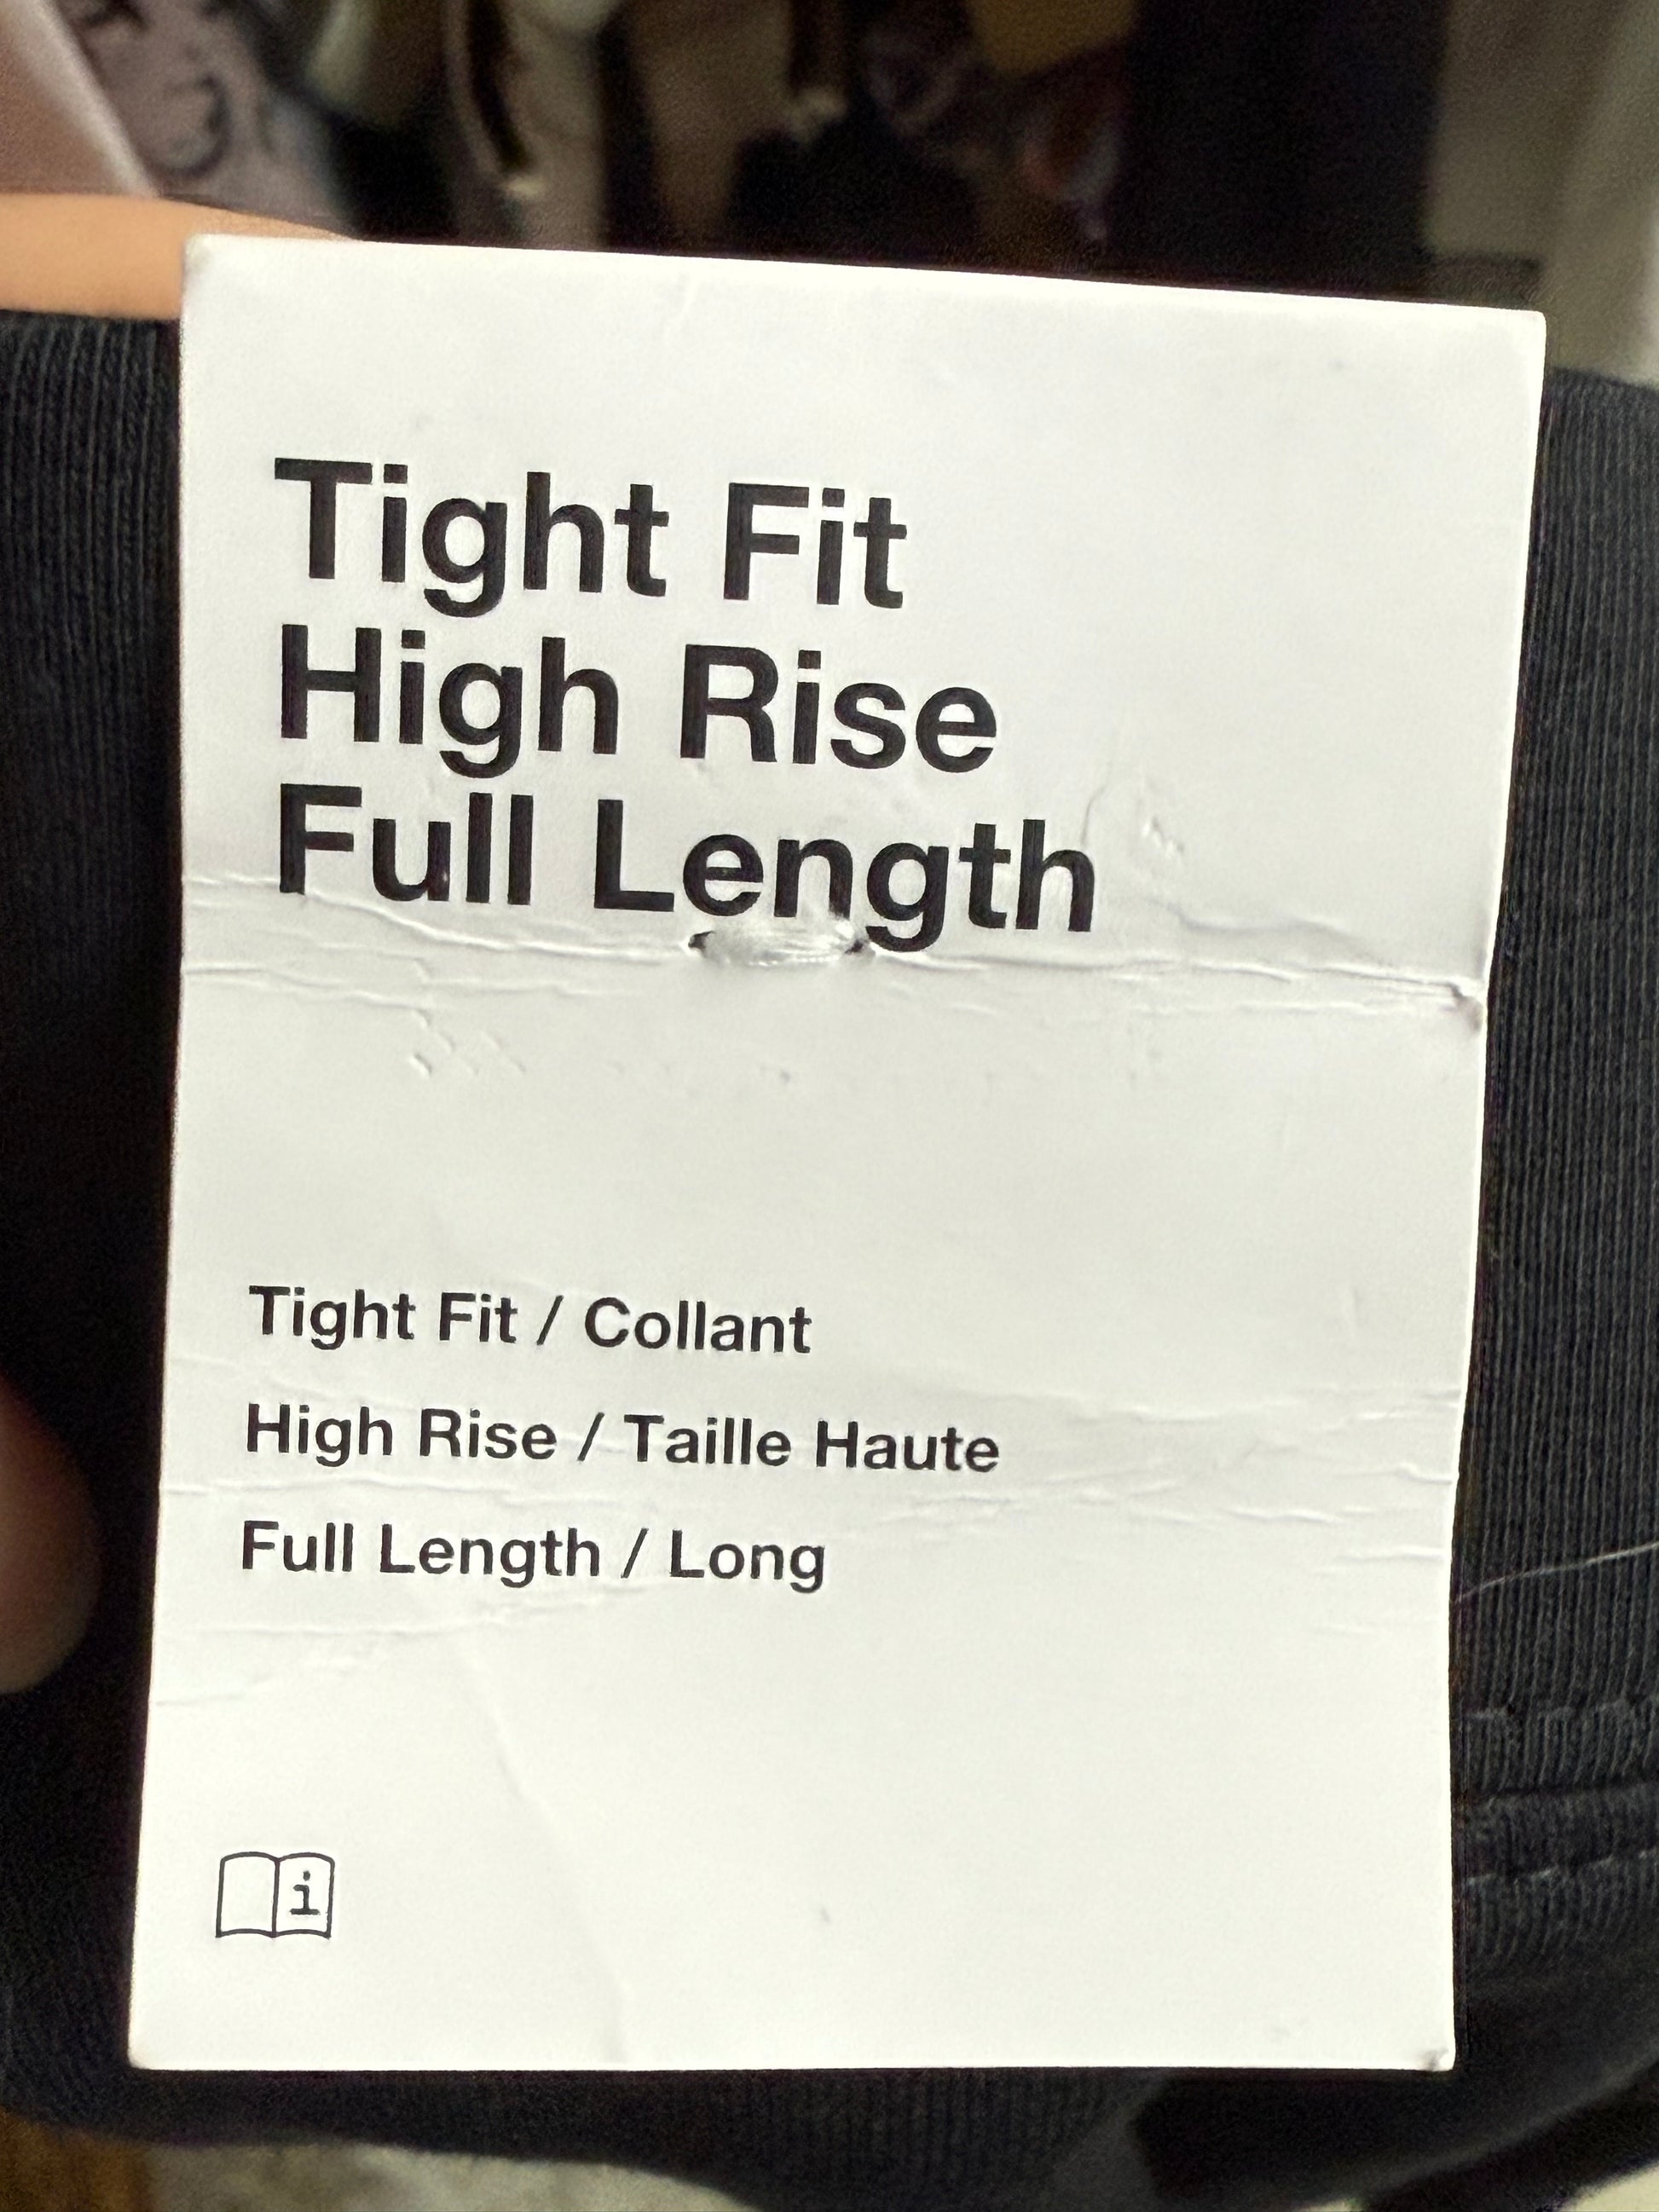 Tight Fit
High Rise
Full Length
Tight Fit / Collant
High Rise / Taille Haute
Full Length / Long
i